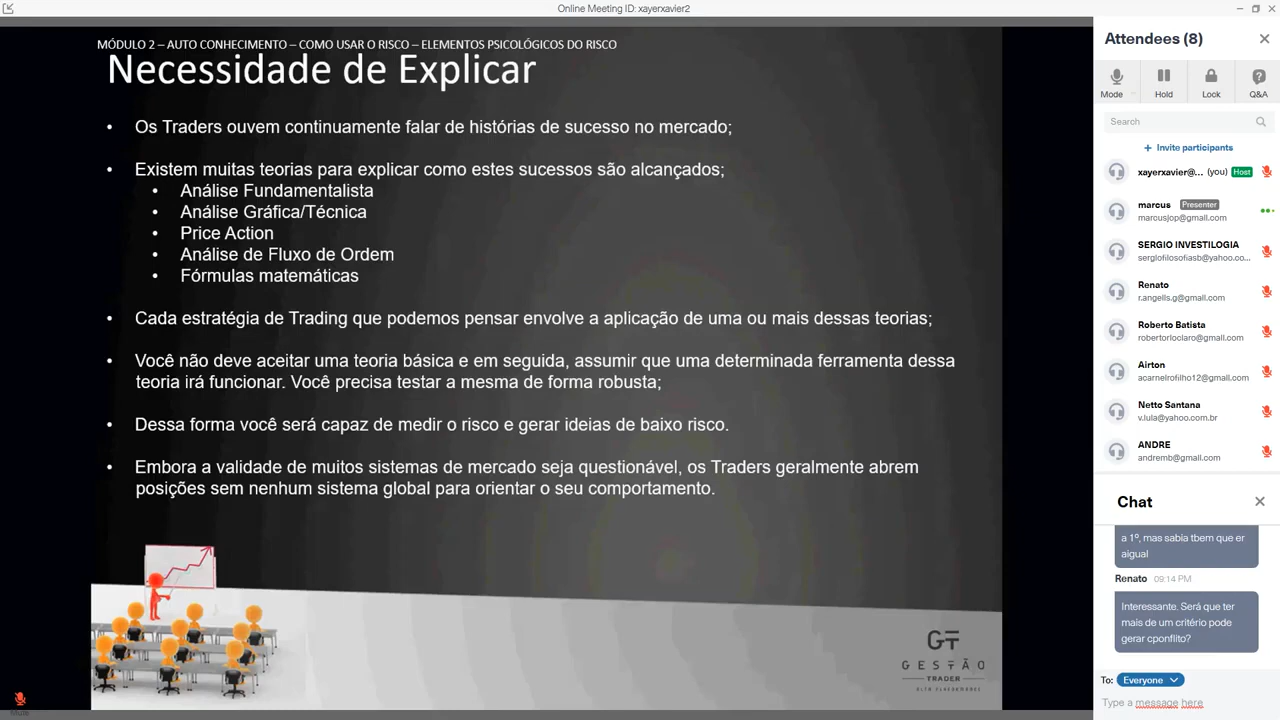 Online Meeting ID: xayerxavier2
MÓDULO 2 – AUTO CONHECIMENTO – COMO USAR O RISCO – ELEMENTOS PSICOLÓGICOS DO RISCO
Necessidade de Explicar
• Os Traders ouvem continuamente falar de histórias de sucesso no mercado;
• Existem muitas teorias para explicar como estes sucessos são alcançados;
• Análise Fundamentalista
• Análise Gráfica/Técnica
• Price Action
• Análise de Fluxo de Ordem
• Fórmulas matemáticas
• Cada estratégia de Trading que podemos pensar envolve a aplicação de uma ou mais dessas teorias;
• Você não deve aceitar uma teoria básica e em seguida, assumir que uma determinada ferramenta dessa
teoria irá funcionar. Você precisa testar a mesma de forma robusta;
• Dessa forma você será capaz de medir o risco e gerar ideias de baixo risco.
• Embora a validade de muitos sistemas de mercado seja questionável, os Traders geralmente abrem
posições sem nenhum sistema global para orientar o seu comportamento.
GT
GESTÃO
TRADER
Mute
Attendees (8)
Mode
Hold
Lock
Q&A
Search
+ Invite participants
xayerxavier@... (you) Host
marcus Presenter
marcusjop@gmail.com
SERGIO INVESTILOGIA
sergiofilosofiasb@yahoo.co...
Renato
r.angells.g@gmail.com
Roberto Batista
robertorloclaro@gmail.com
Airton
acarneirofilho12@gmail.com
Netto Santana
v.lula@yahoo.com.br
ANDRE
andremb@gmail.com
Chat
a 1º, mas sabia tbem que er
aigual
Renato 09:14 PM
Interessante. Será que ter
mais de um critério pode
gerar cponflito?
To: Everyone
Type a message here